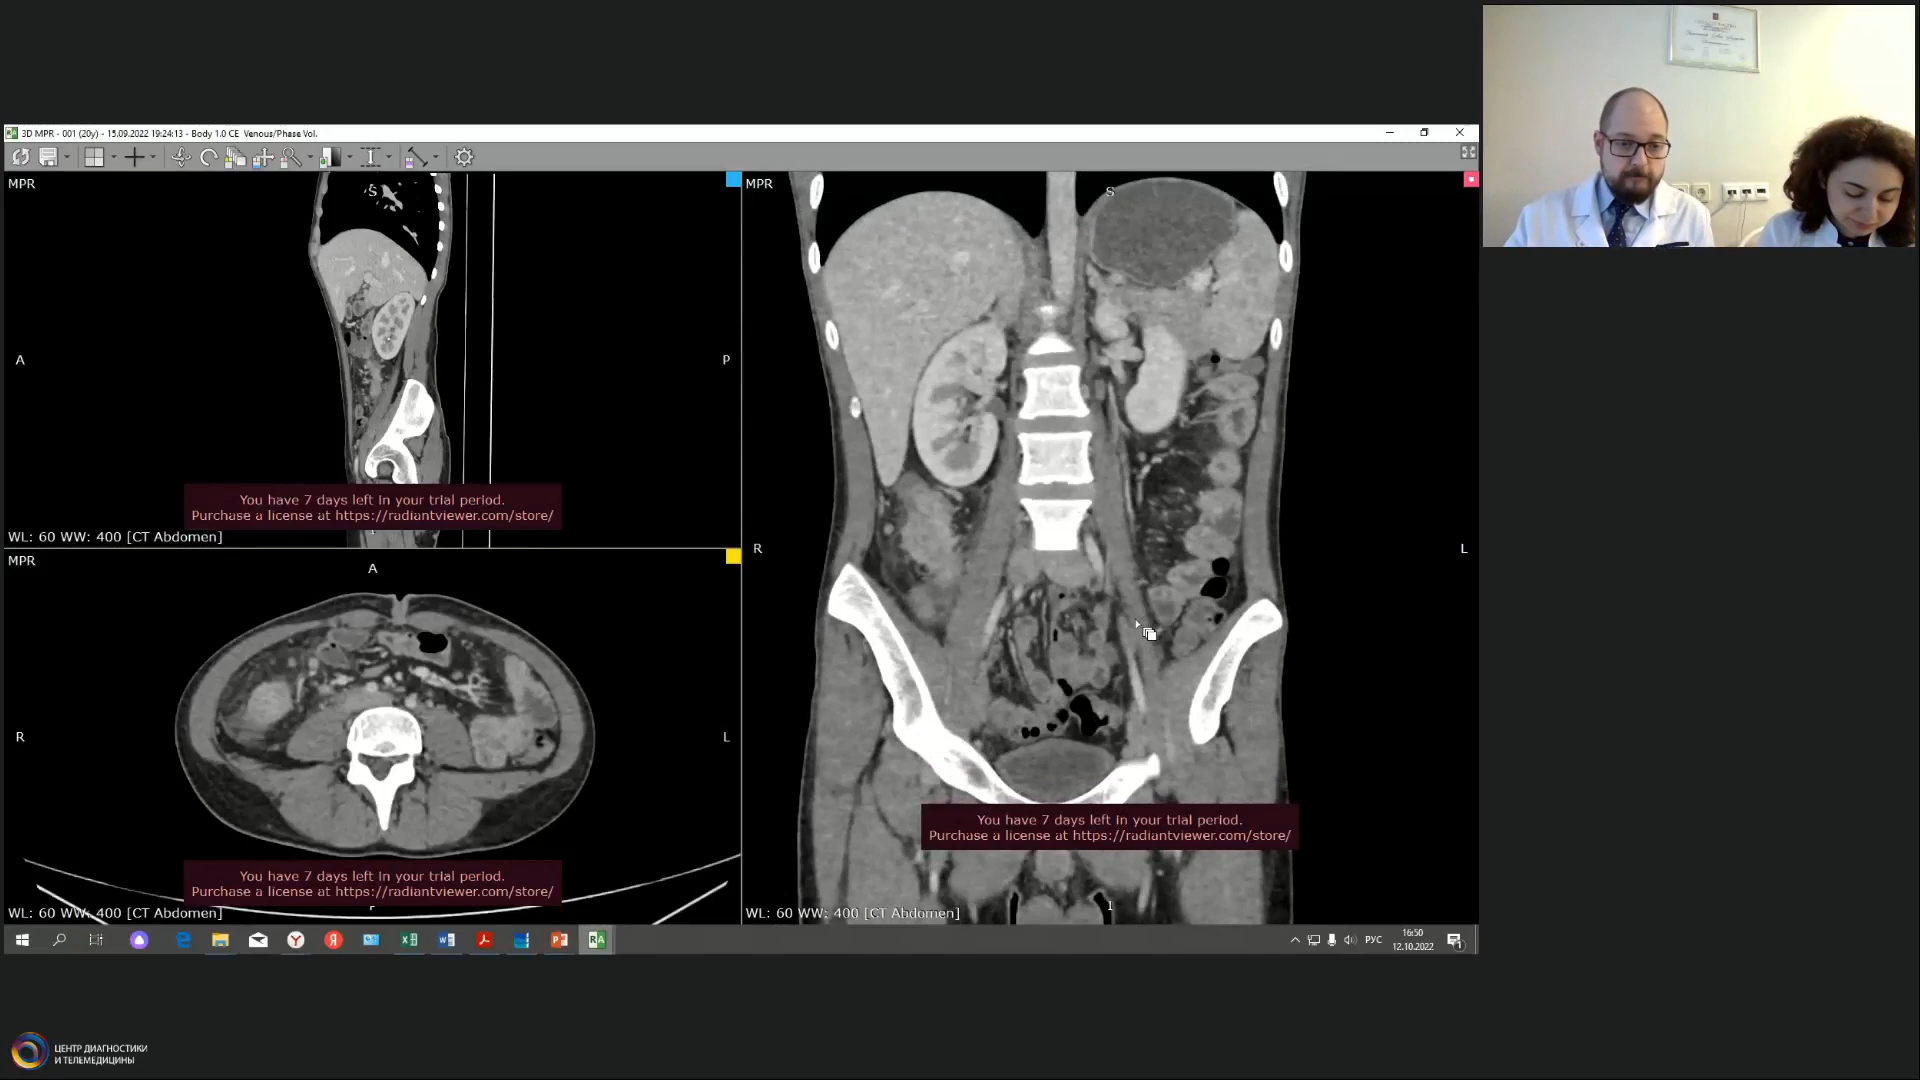 3D MPR - 001 (20y) - 15.09.2022 19:24:13 - Body 1.0 CE Venous/Phase Vol.
MPR
S
A
P
You have 7 days left in your trial period.
Purchase a license at https://radiantviewer.com/store/
WL: 60 WW: 400 [CT Abdomen]
MPR
A
R
L
You have 7 days left in your trial period.
Purchase a license at https://radiantviewer.com/store/
WL: 60 WW: 400 [CT Abdomen]
MPR
S
R
L
You have 7 days left in your trial period.
Purchase a license at https://radiantviewer.com/store/
WL: 60 WW: 400 [CT Abdomen]
I
РУС
16:50
12.10.2022
ЦЕНТР ДИАГНОСТИКИ
И ТЕЛЕМЕДИЦИНЫ